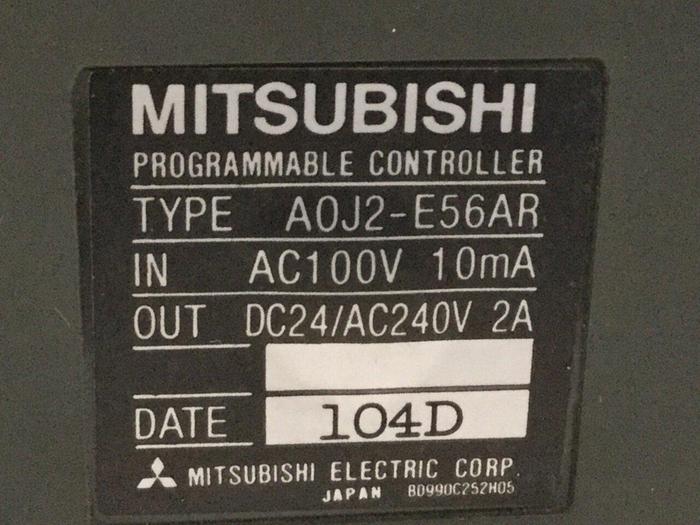 MITSUBISHI
PROGRAMMABLE CONTROLLER
TYPE A0J2-E56AR
IN AC100V 10mA
OUT DC24/AC240V 2A
DATE 104D
MITSUBISHI ELECTRIC CORP.
JAPAN BD990C252H05